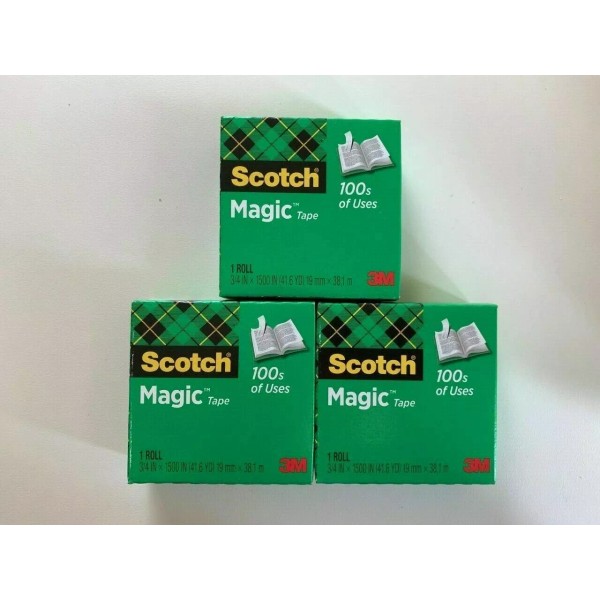 Scotch®
Magic™ Tape
100s
of Uses
1 ROLL
3/4 IN × 1500 IN (41.6 YD) 19 mm × 38.1 m
3M
Scotch®
Magic™ Tape
100s
of Uses
1 ROLL
3/4 IN × 1500 IN (41.6 YD) 19 mm × 38.1 m
3M
Scotch®
Magic™ Tape
100s
of Uses
1 ROLL
3/4 IN × 1500 IN (41.6 YD) 19 mm × 38.1 m
3M